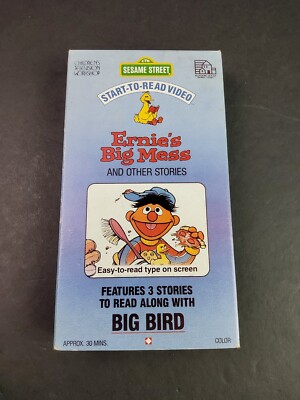 CHILDREN'S
TELEVISION
WORKSHOP
SESAME STREET
START-TO-READ VIDEO
Ernie's
Big Mess
AND OTHER STORIES
Easy-to-read type on screen
FEATURES 3 STORIES
TO READ ALONG WITH
BIG BIRD
APPROX. 30 MINS.
COLOR